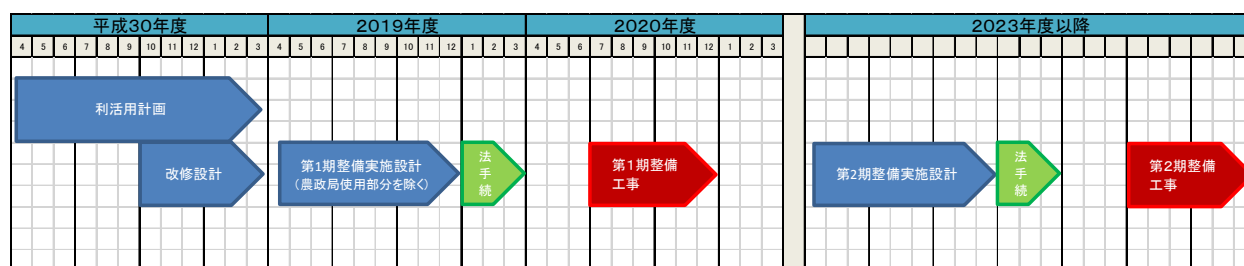 平成30年度 2019年度 2020年度 2023年度以降
4 5 6 7 8 9 10 11 12 1 2 3 4 5 6 7 8 9 10 11 12 1 2 3 4 5 6 7 8 9 10 11 12 1 2 3
利活用計画
改修設計
第1期整備実施設計
（農政局使用部分を除く）
法
手
続
第1期整備
工事
第2期整備実施設計
法
手
続
第2期整備
工事